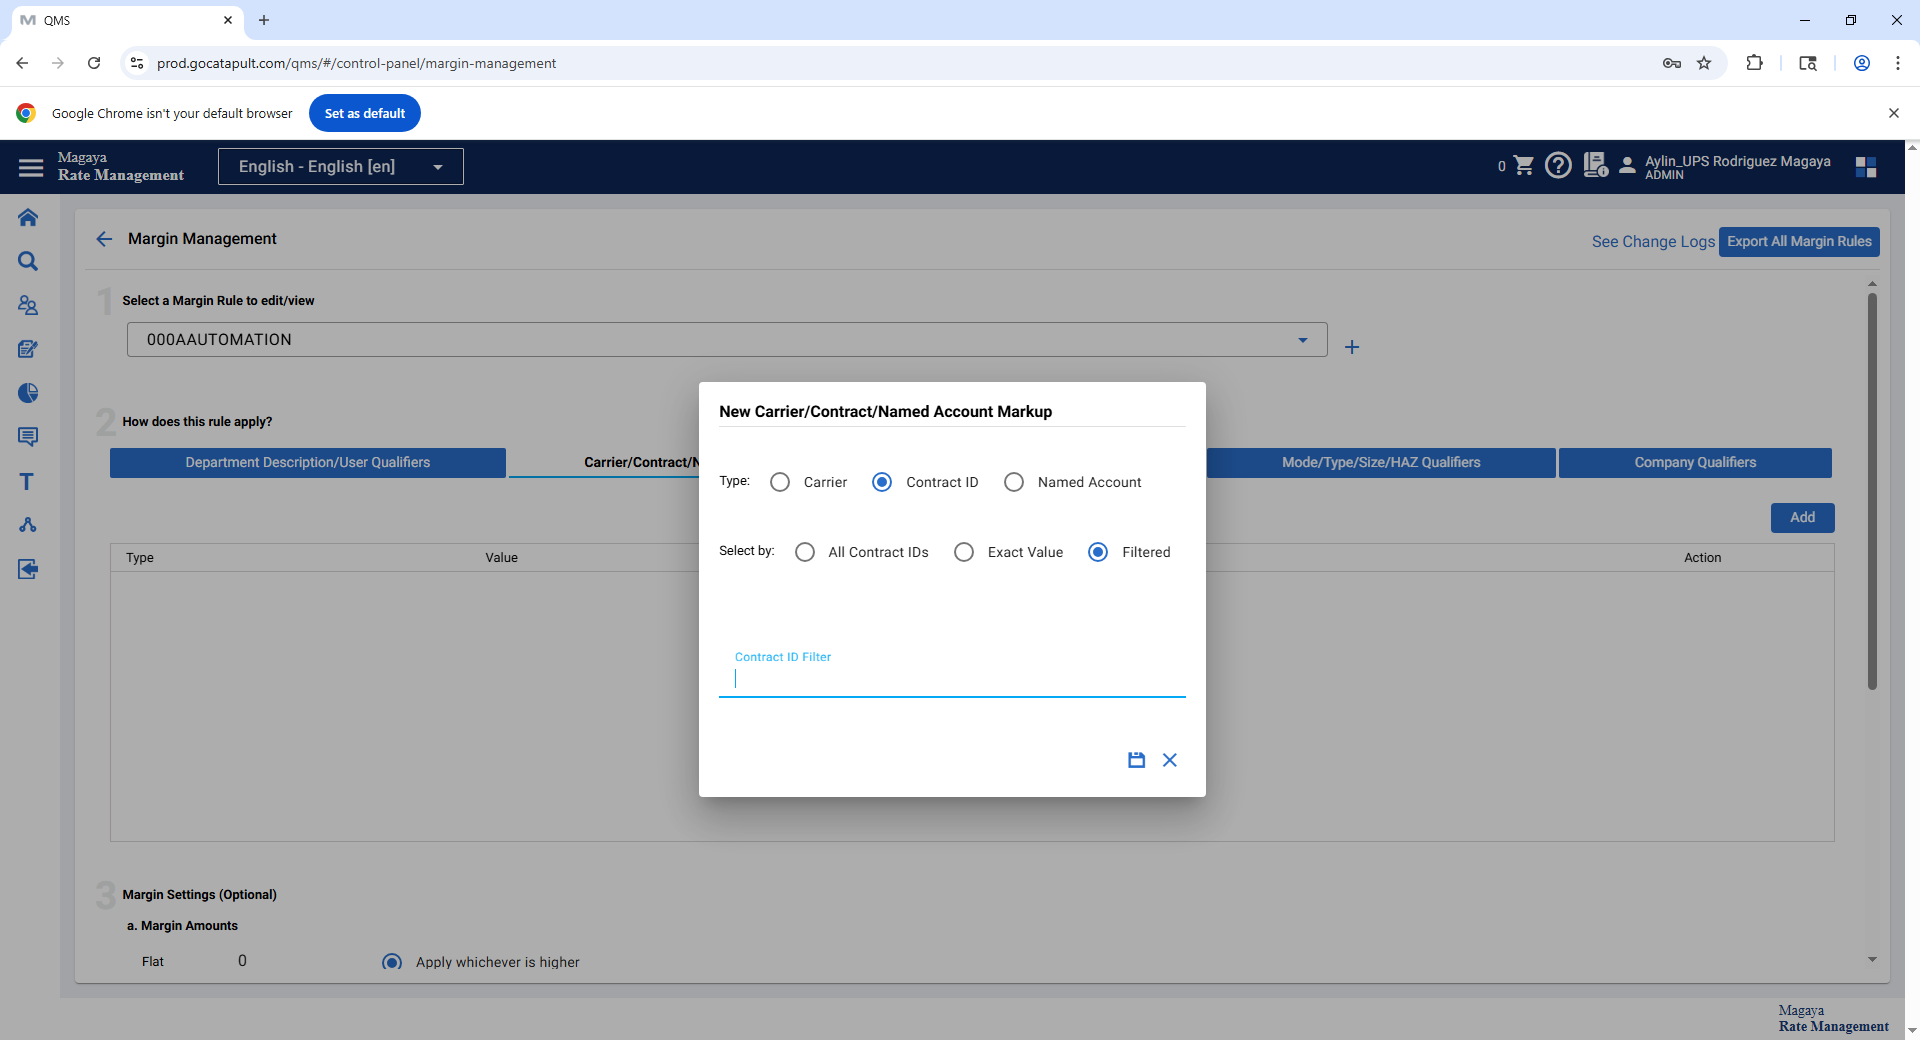 QMS
prod.gocatapult.com/qms/#/control-panel/margin-management
Google Chrome isn't your default browser
Set as default
Magaya
Rate Management
English - English [en]
0
Aylin_UPS Rodriguez Magaya
ADMIN
Margin Management
See Change Logs
Export All Margin Rules
1
Select a Margin Rule to edit/view
000AAUTOMATION
2
How does this rule apply?
Department Description/User Qualifiers
Carrier/Contract/N
Mode/Type/Size/HAZ Qualifiers
Company Qualifiers
Add
Type
Value
Action
New Carrier/Contract/Named Account Markup
Type:
Carrier
Contract ID
Named Account
Select by:
All Contract IDs
Exact Value
Filtered
Contract ID Filter
3
Margin Settings (Optional)
a. Margin Amounts
Flat
0
Apply whichever is higher
Magaya
Rate Management